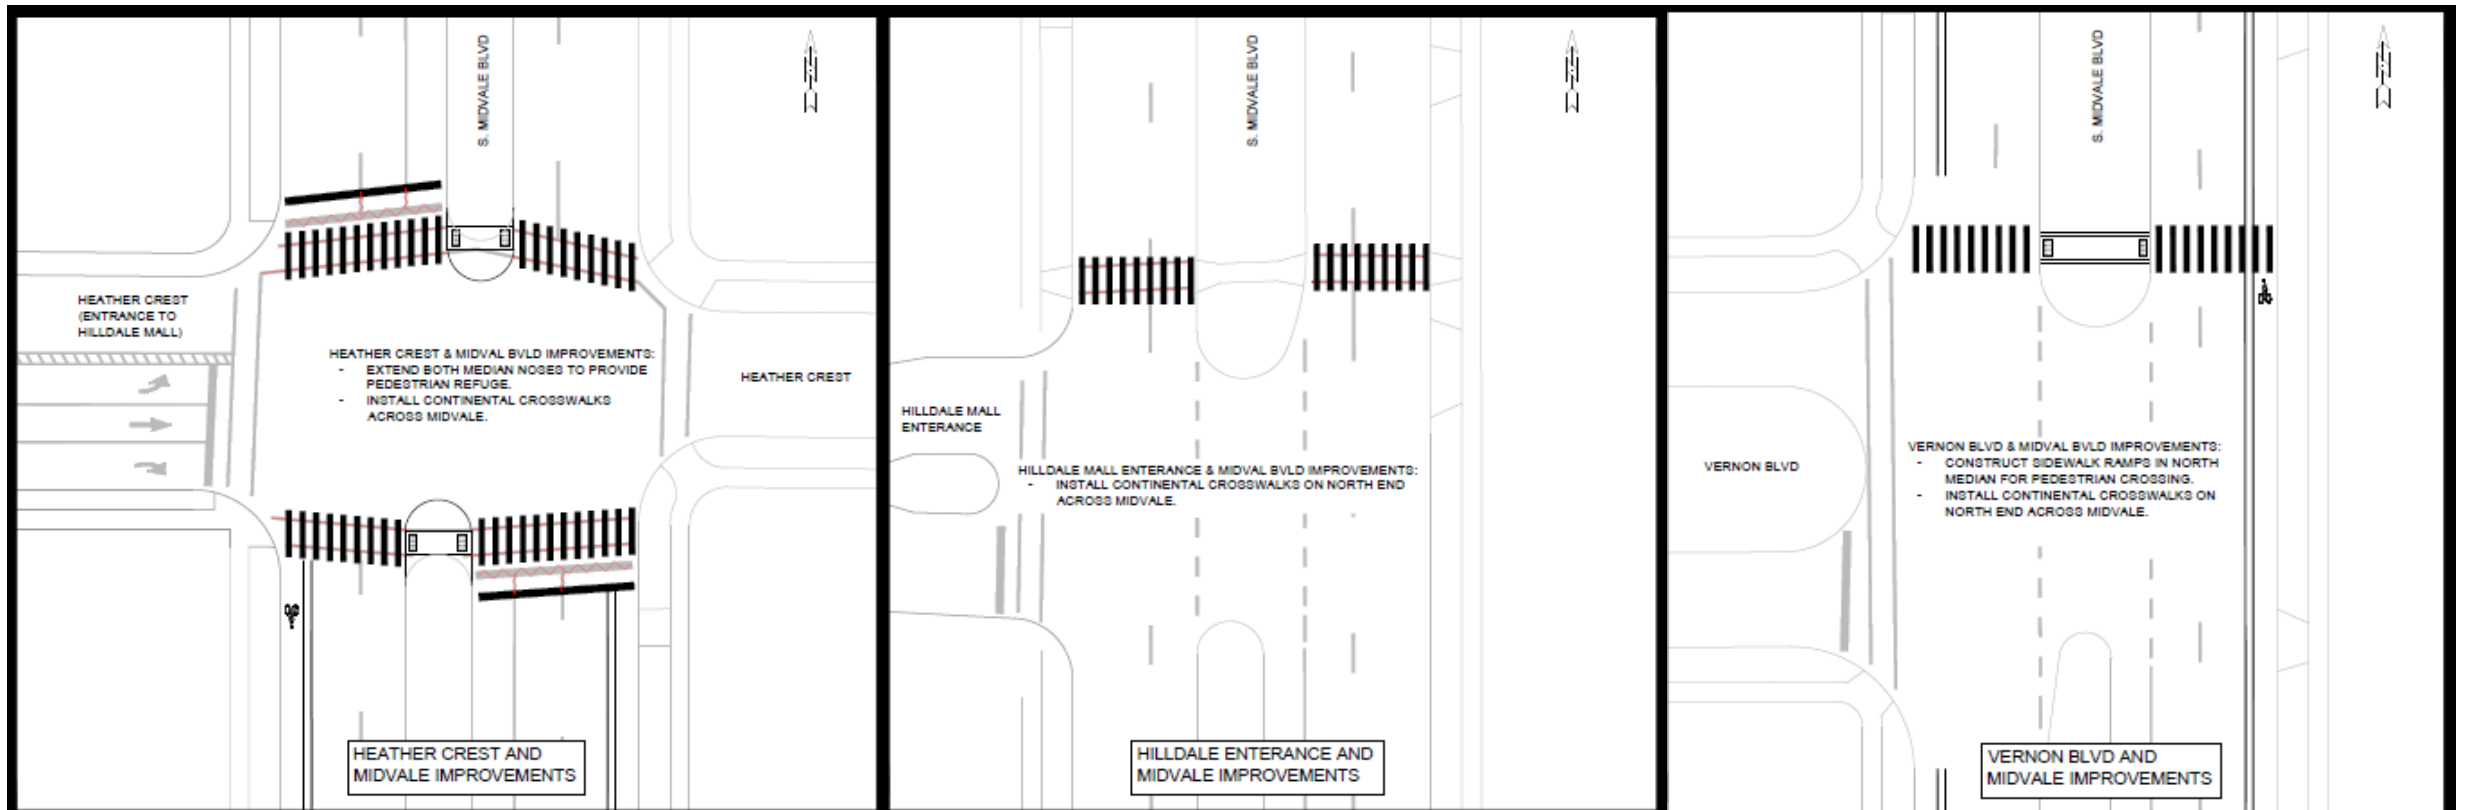 S. MIDVALE BLVD
N
HEATHER CREST
(ENTRANCE TO
HILLDALE MALL)
HEATHER CREST & MIDVAL BVLD IMPROVEMENTS:
- EXTEND BOTH MEDIAN NOSES TO PROVIDE
PEDESTRIAN REFUGE.
- INSTALL CONTINENTAL CROSSWALKS
ACROSS MIDVALE.
HEATHER CREST
HEATHER CREST AND
MIDVALE IMPROVEMENTS
S. MIDVALE BLVD
N
HILLDALE MALL
ENTRANCE
HILLDALE MALL ENTERANCE & MIDVAL BVLD IMPROVEMENTS:
- INSTALL CONTINENTAL CROSSWALKS ON NORTH END
ACROSS MIDVALE.
HILLDALE ENTERANCE AND
MIDVALE IMPROVEMENTS
S. MIDVALE BLVD
N
VERNON BLVD
VERNON BLVD & MIDVAL BVLD IMPROVEMENTS:
- CONSTRUCT SIDEWALK RAMPS IN NORTH
MEDIAN FOR PEDESTRIAN CROSSING.
- INSTALL CONTINENTAL CROSSWALKS ON
NORTH END ACROSS MIDVALE.
VERNON BLVD AND
MIDVALE IMPROVEMENTS